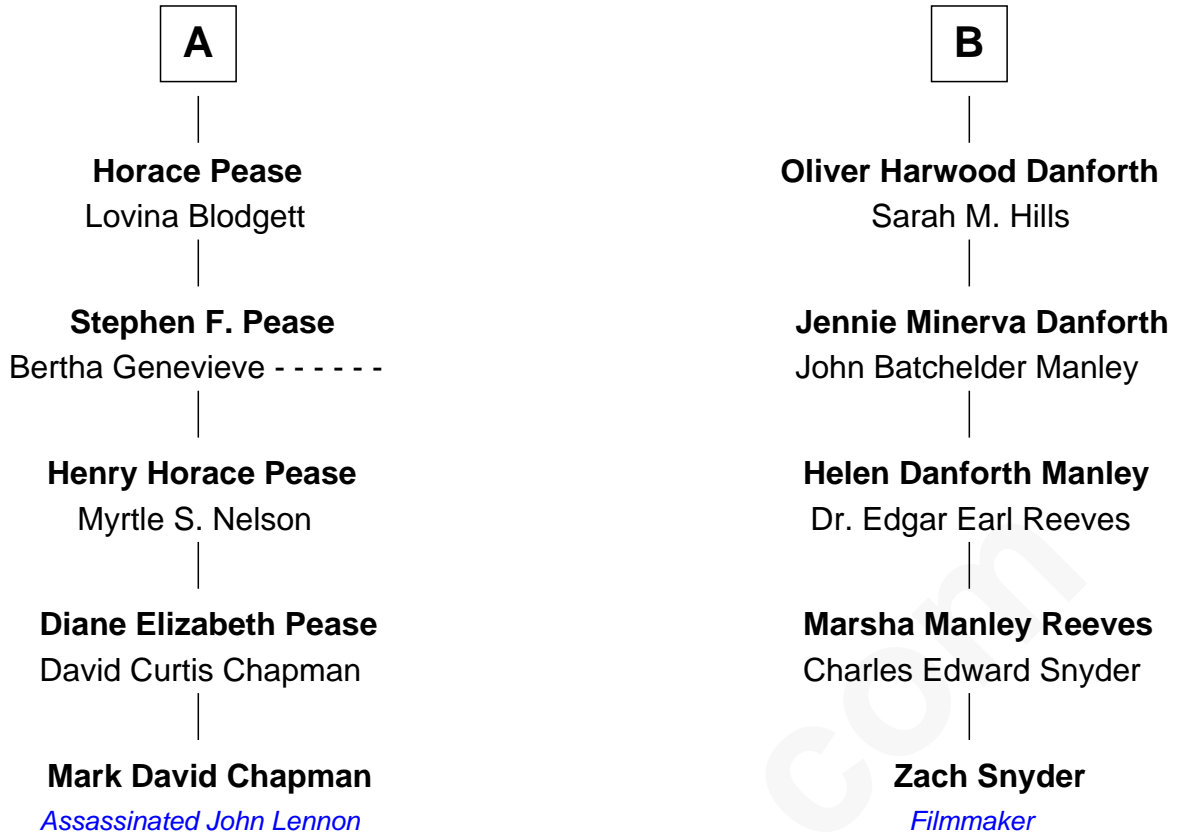 A
Horace Pease
Lovina Blodgett
Stephen F. Pease
Bertha Genevieve - - - - - -
Henry Horace Pease
Myrtle S. Nelson
Diane Elizabeth Pease
David Curtis Chapman
Mark David Chapman
Assassinated John Lennon
B
Oliver Harwood Danforth
Sarah M. Hills
Jennie Minerva Danforth
John Batchelder Manley
Helen Danforth Manley
Dr. Edgar Earl Reeves
Marsha Manley Reeves
Charles Edward Snyder
Zach Snyder
Filmmaker
com